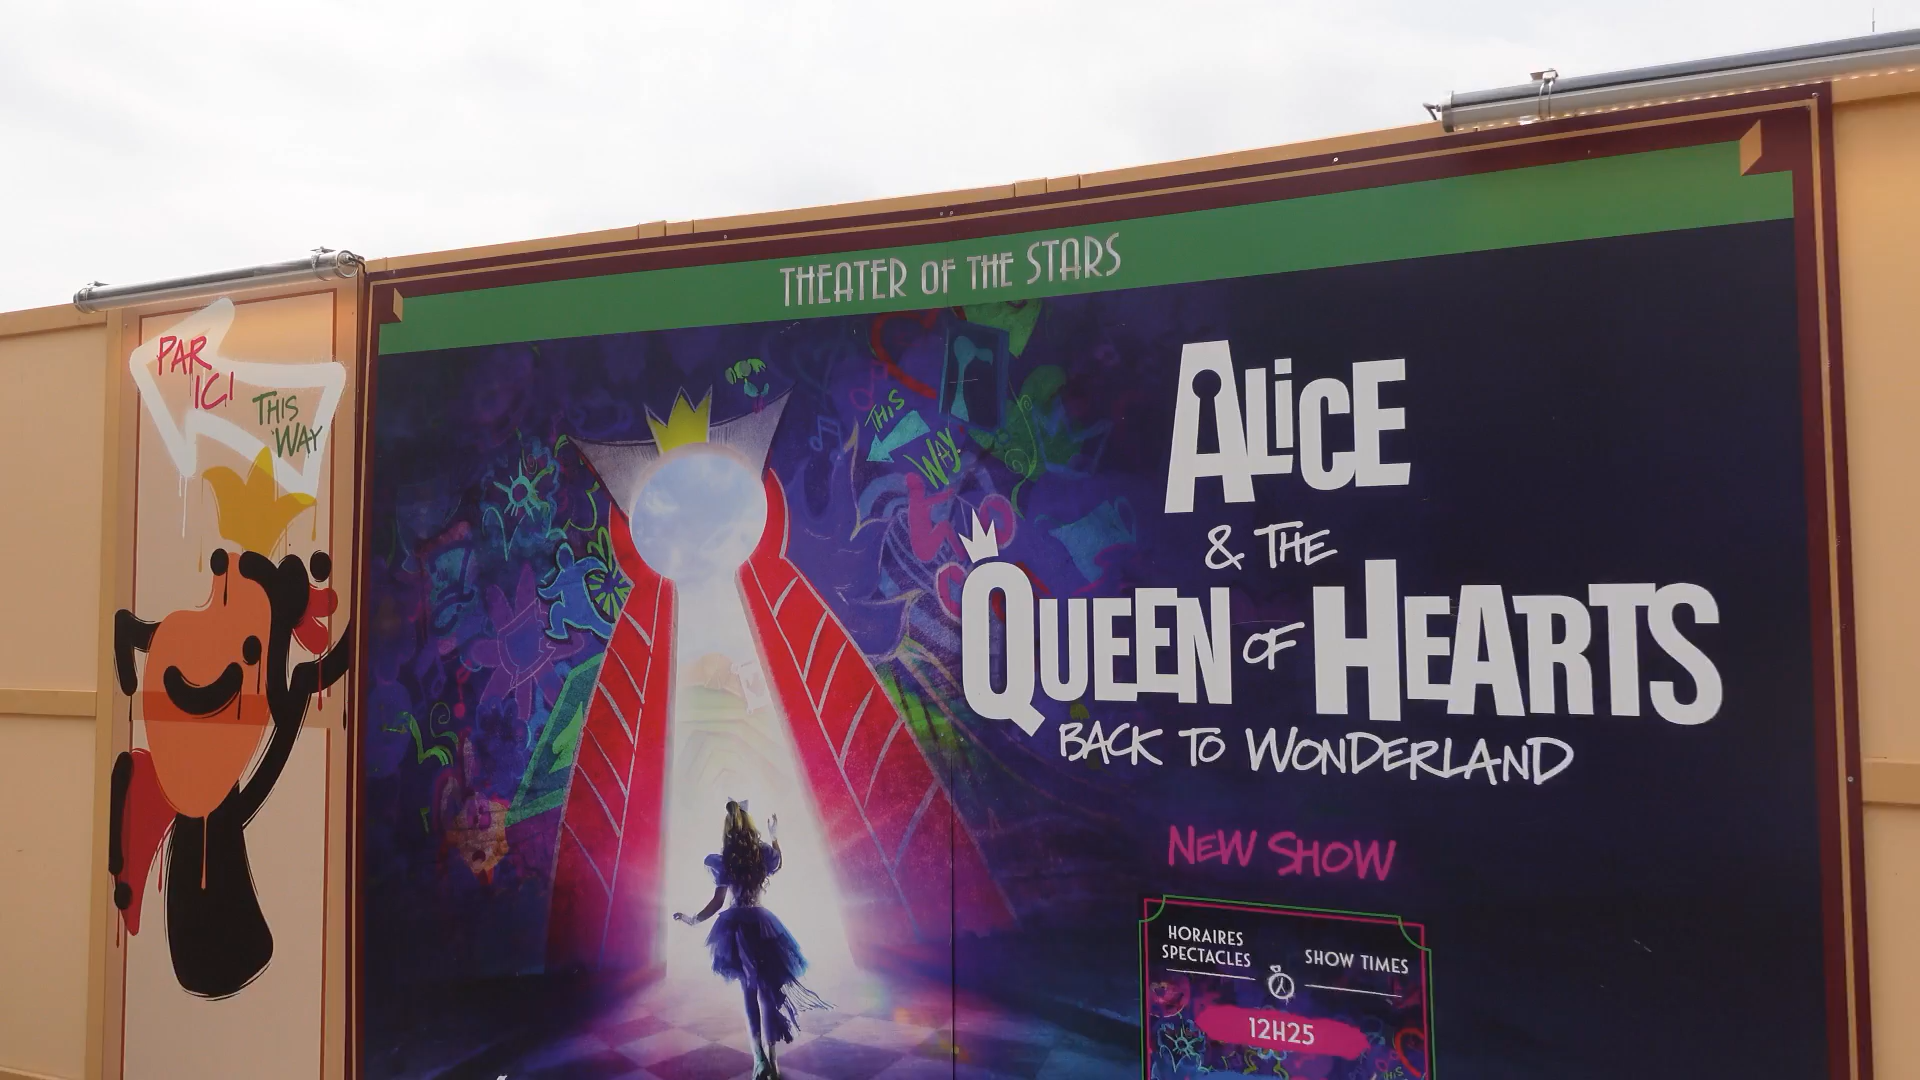 THEATER OF THE STARS
PAR
ICI
THIS
WAY
THIS
WAY
ALiCE
& THE
QUEEN OF HEARTS
BACK TO WONDERLAND
NEW SHOW
HORAIRES
SPECTACLES
SHOW TIMES
12H25
THIS